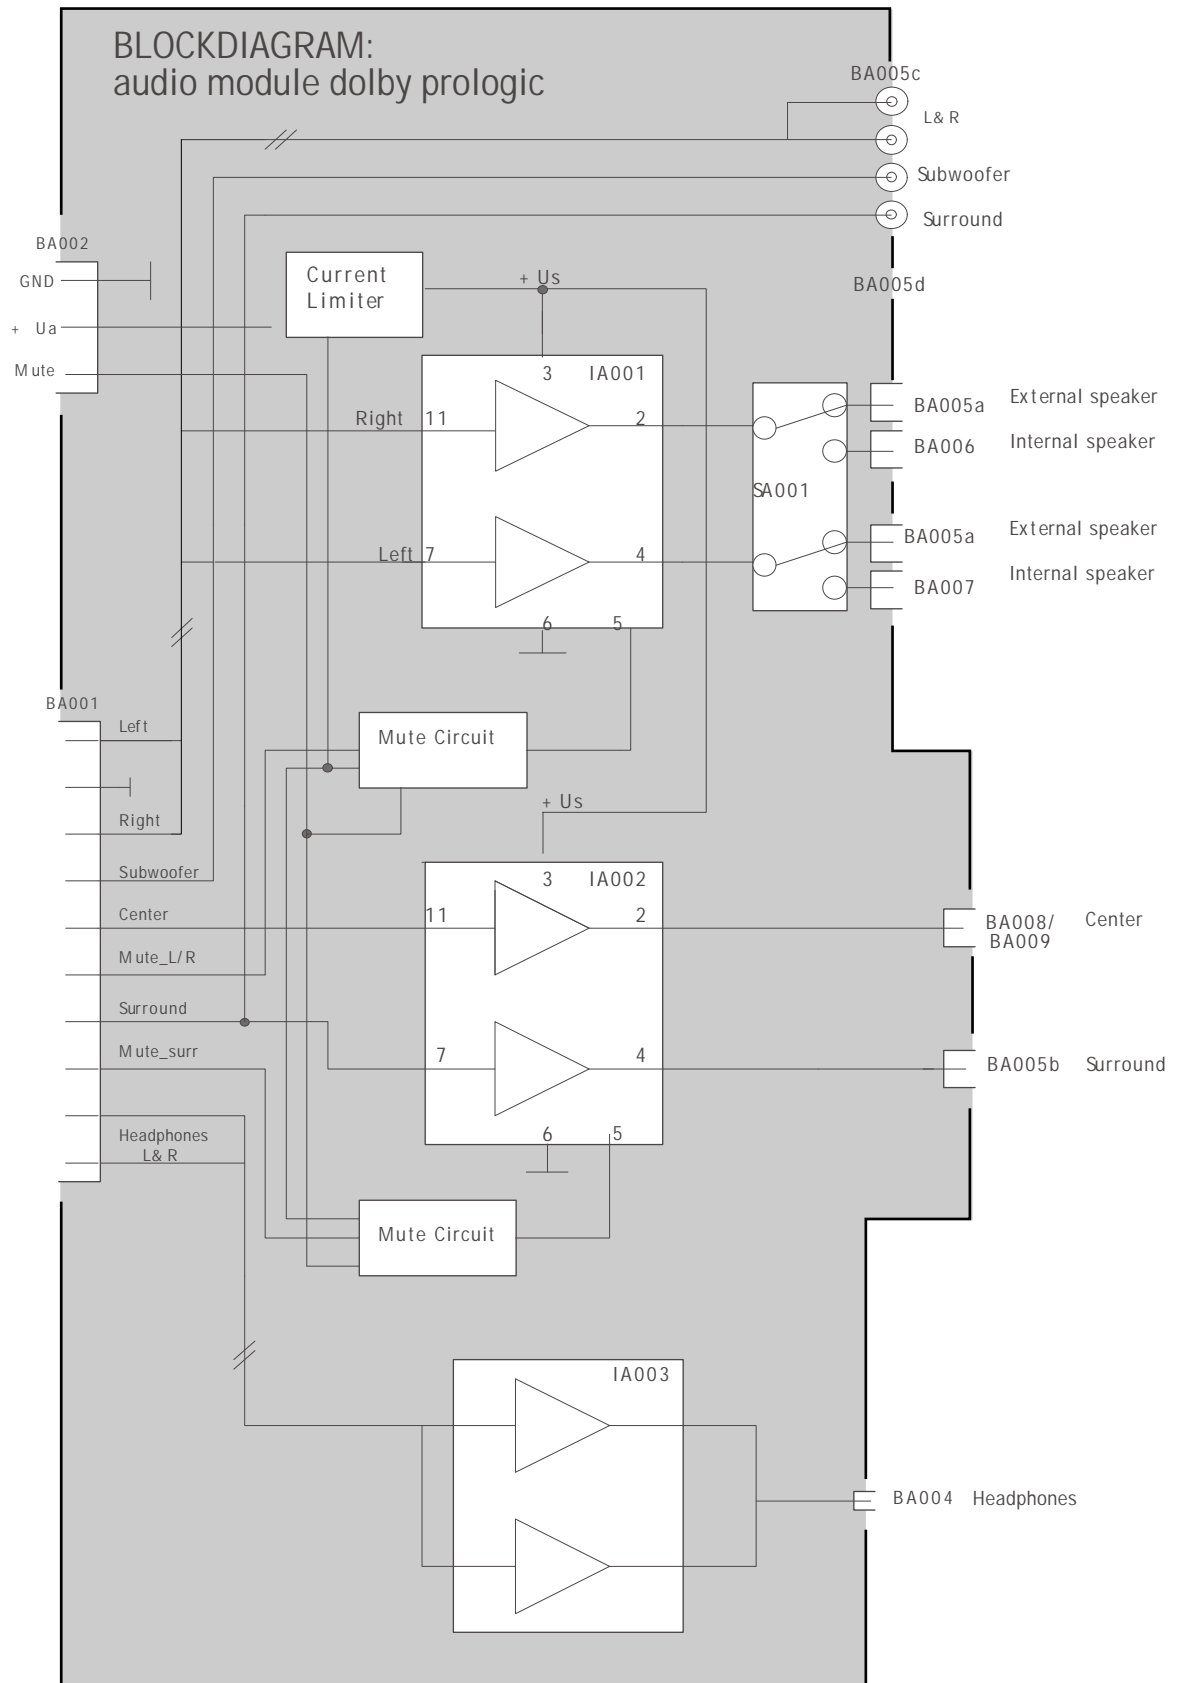 BLOCKDIAGRAM:
audio module dolby prologic
BA005c
L&R
Subwoofer
Surround
BA002
GND
+ Ua
Mute
Current
Limiter
+ Us
BA005d
3 IA001
Right 11 2
Left 7 4
6 5
SA001
BA005a External speaker
BA006 Internal speaker
BA005a External speaker
BA007 Internal speaker
BA001
Left
Right
Subwoofer
Center
Mute_L/R
Surround
Mute_surr
Headphones
L&R
Mute Circuit
+ Us
3 IA002
11 2
7 4
6 5
BA008/ Center
BA009
BA005b Surround
Mute Circuit
IA003
BA004 Headphones